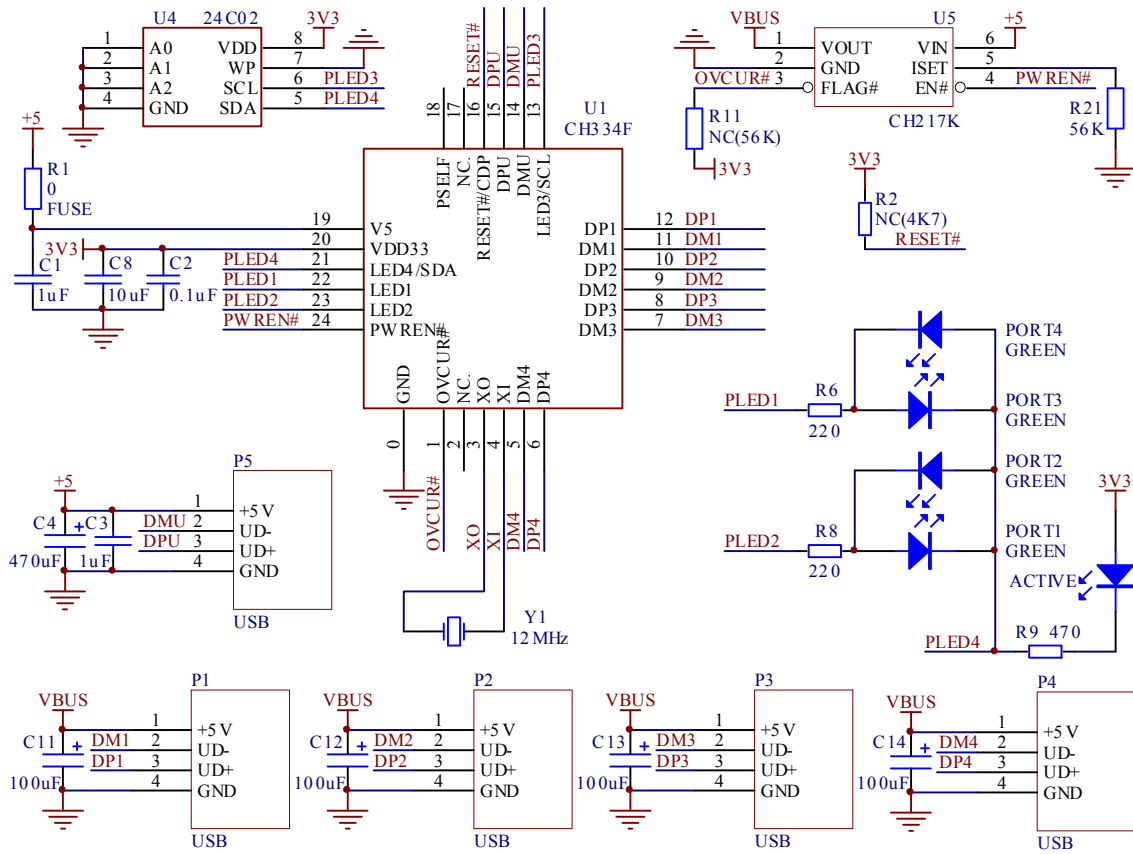 U4 24C02
3V3
1 A0 VDD 8
2 A1 WP 7
3 A2 SCL 6 PLED3
4 GND SDA 5 PLED4
RESET#
DPU
DMU
PLED3
18
17
16
15
14
13
PSELF
NC.
RESET#/CDP
DPU
DMU
LED3/SCL
U1
CH334F
VBUS
U5
+5
1 VOUT VIN 6
2 GND ISET 5
OVCUR# 3 FLAG# EN# 4 PWREN#
CH217K
R11
NC(56K)
3V3
R21
56K
3V3
R2
NC(4K7)
RESET#
+5
R1
0
FUSE
19 V5
3V3 20 VDD33
PLED4 21 LED4/SDA
PLED1 22 LED1
PLED2 23 LED2
PWREN# 24 PWREN#
C1
1uF
C8
10uF
C2
0.1uF
DP1 12 DP1
DM1 11 DM1
DP2 10 DP2
DM2 9 DM2
DP3 8 DP3
DM3 7 DM3
GND
OVCUR#
NC.
XO
XI
DM4
DP4
0
1
2
3
4
5
6
OVCUR#
XO
XI
DM4
DP4
Y1
12MHz
PORT4
GREEN
PLED1 R6
220
PORT3
GREEN
PORT2
GREEN
PLED2 R8
220
PORT1
GREEN
3V3
ACTIVE
PLED4 R9 470
P5
+5
1 +5V
DMU 2 UD-
DPU 3 UD+
4 GND
C4
470uF
C3
1uF
USB
P1
VBUS
1 +5V
C11 DM1 2 UD-
DP1 3 UD+
100uF 4 GND
USB
P2
VBUS
1 +5V
C12 DM2 2 UD-
DP2 3 UD+
100uF 4 GND
USB
P3
VBUS
1 +5V
C13 DM3 2 UD-
DP3 3 UD+
100uF 4 GND
USB
P4
VBUS
1 +5V
C14 DM4 2 UD-
DP4 3 UD+
100uF 4 GND
USB